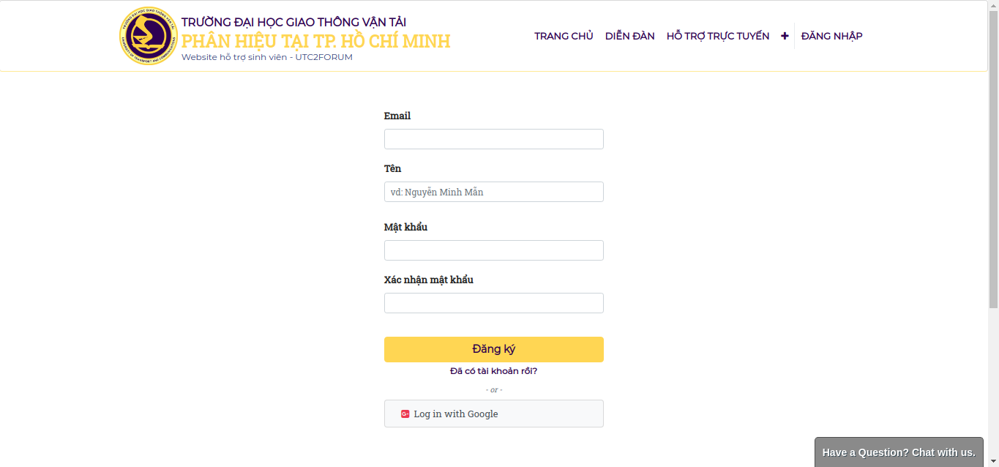 TRƯỜNG ĐẠI HỌC GIAO THÔNG VẬN TẢI
PHÂN HIỆU TẠI TP. HỒ CHÍ MINH
Website hỗ trợ sinh viên - UTC2FORUM
TRANG CHỦ DIỄN ĐÀN HỖ TRỢ TRỰC TUYẾN + ĐĂNG NHẬP
Email
Tên
vd: Nguyễn Minh Mẫn
Mật khẩu
Xác nhận mật khẩu
Đăng ký
Đã có tài khoản rồi?
- or -
G+ Log in with Google
Have a Question? Chat with us.